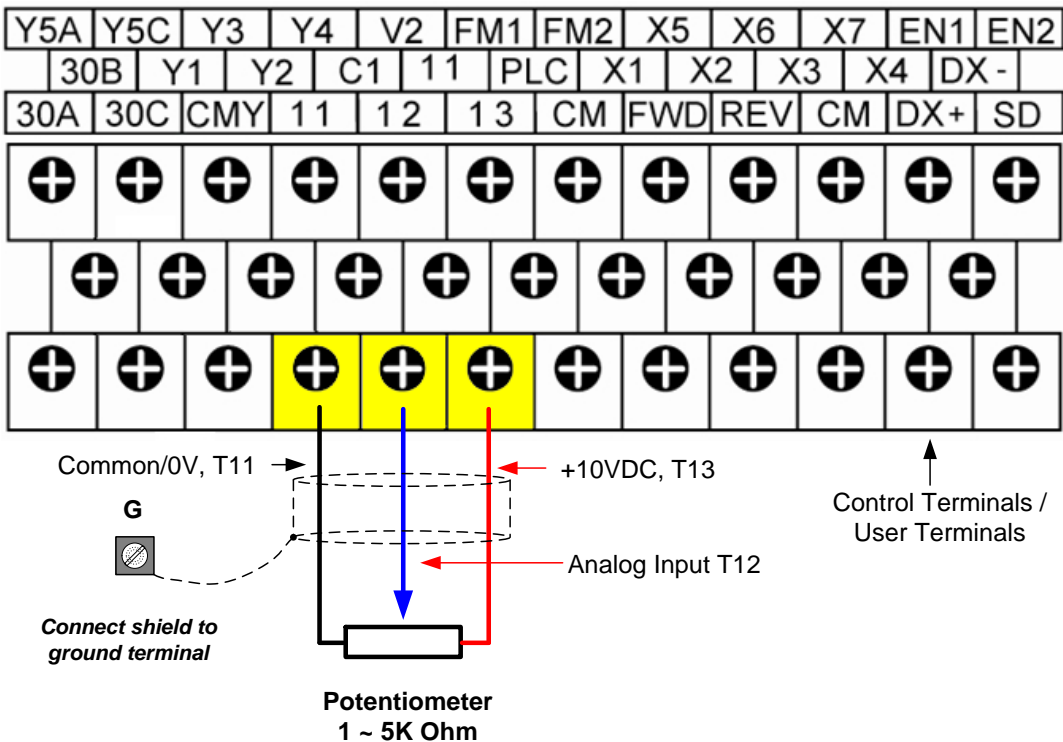 Y5A Y5C Y3 Y4 V2 FM1 FM2 X5 X6 X7 EN1 EN2
30B Y1 Y2 C1 11 PLC X1 X2 X3 X4 DX -
30A 30C CMY 11 12 13 CM FWD REV CM DX+ SD
Common/0V, T11
+10VDC, T13
G
Control Terminals /
User Terminals
Analog Input T12
Connect shield to
ground terminal
Potentiometer
1 ~ 5K Ohm